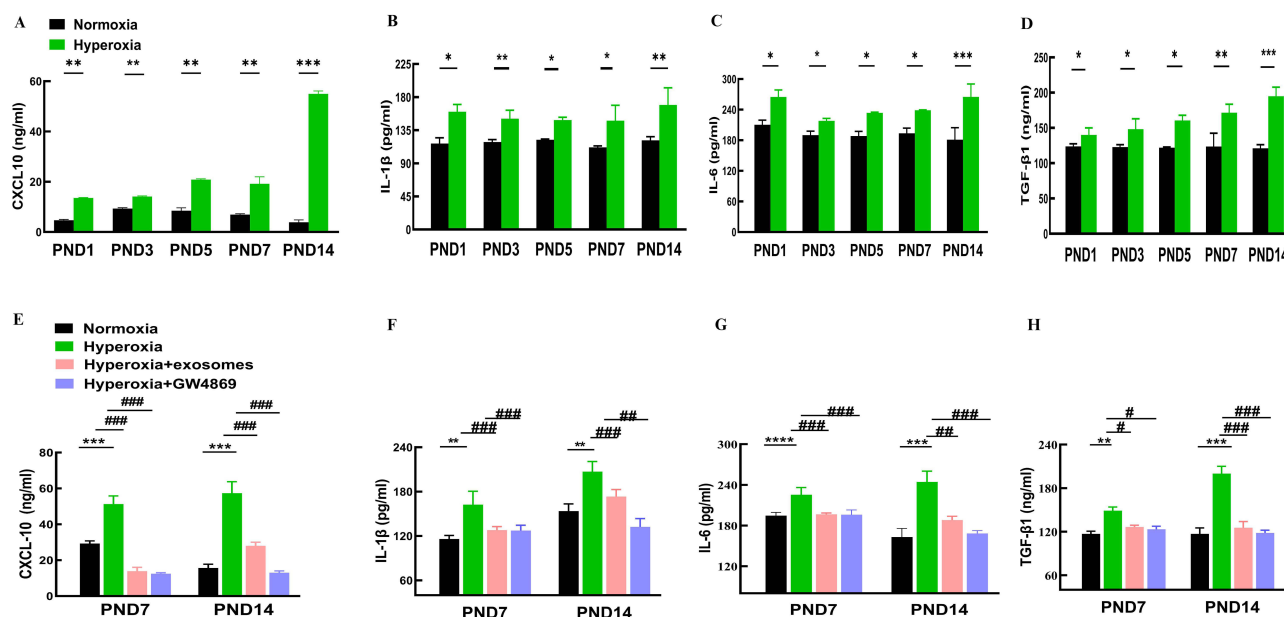 A
Normoxia
Hyperoxia
** ** ** ** ***
CXCL10 (ng/ml)
60
40
20
0
PND1 PND3 PND5 PND7 PND14
B
* ** * * **
IL-1β (pg/ml)
225
180
135
90
45
0
PND1 PND3 PND5 PND7 PND14
C
* * * * ***
IL-6 (pg/ml)
300
240
180
120
60
0
PND1 PND3 PND5 PND7 PND14
D
* * * ** ***
TGF-β1 (ng/ml)
250
200
150
100
50
0
PND1 PND3 PND5 PND7 PND14
E
Normoxia
Hyperoxia
Hyperoxia+exosomes
Hyperoxia+GW4869
### ###
### ###
*** ***
CXCL-10 (ng/ml)
80
60
40
20
0
PND7 PND14
F
### ##
### ###
** **
IL-1β (pg/ml)
240
180
120
60
PND7 PND14
G
### ###
### ##
**** ***
IL-6 (pg/ml)
300
240
180
120
PND7 PND14
H
# ###
# ###
** ***
TGF-β1 (ng/ml)
240
180
120
60
PND7 PND14